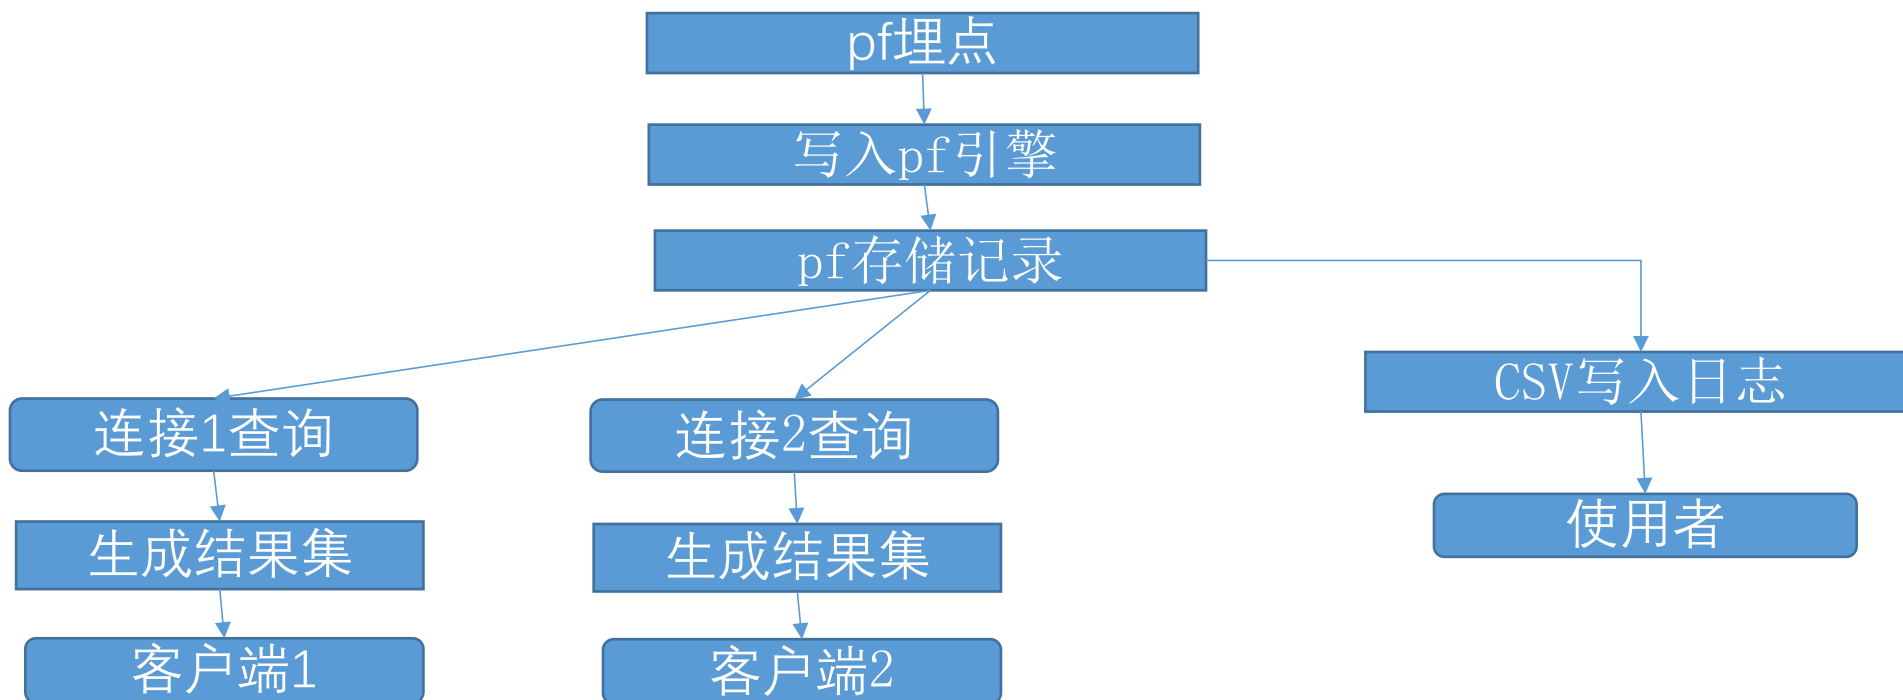 pf埋点
写入pf引擎
pf存储记录
CSV写入日志
连接1查询
连接2查询
使用者
生成结果集
生成结果集
客户端1
客户端2